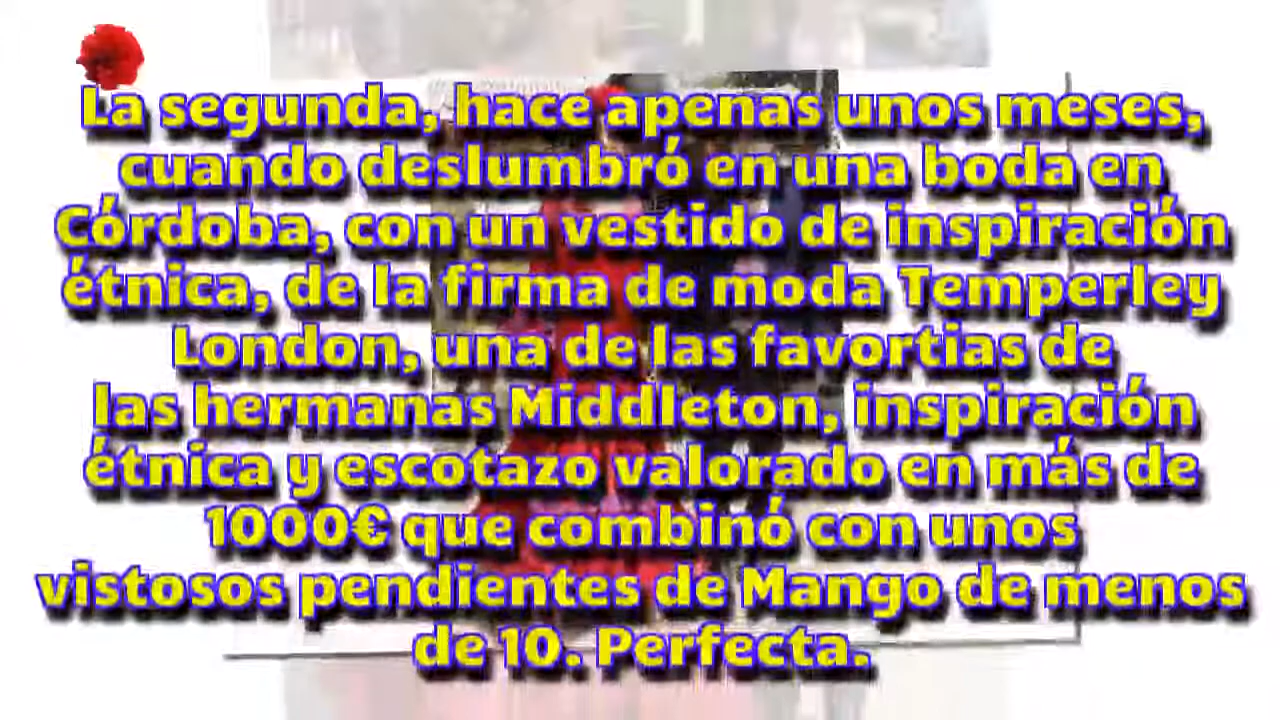 La segunda, hace apenas unos meses,
cuando deslumbró en una boda en
Córdoba, con un vestido de inspiración
étnica, de la firma de moda Temperley
London, una de las favortias de
las hermanas Middleton, inspiración
étnica y escotazo valorado en más de
1000€ que combinó con unos
vistosos pendientes de Mango de menos
de 10. Perfecta.